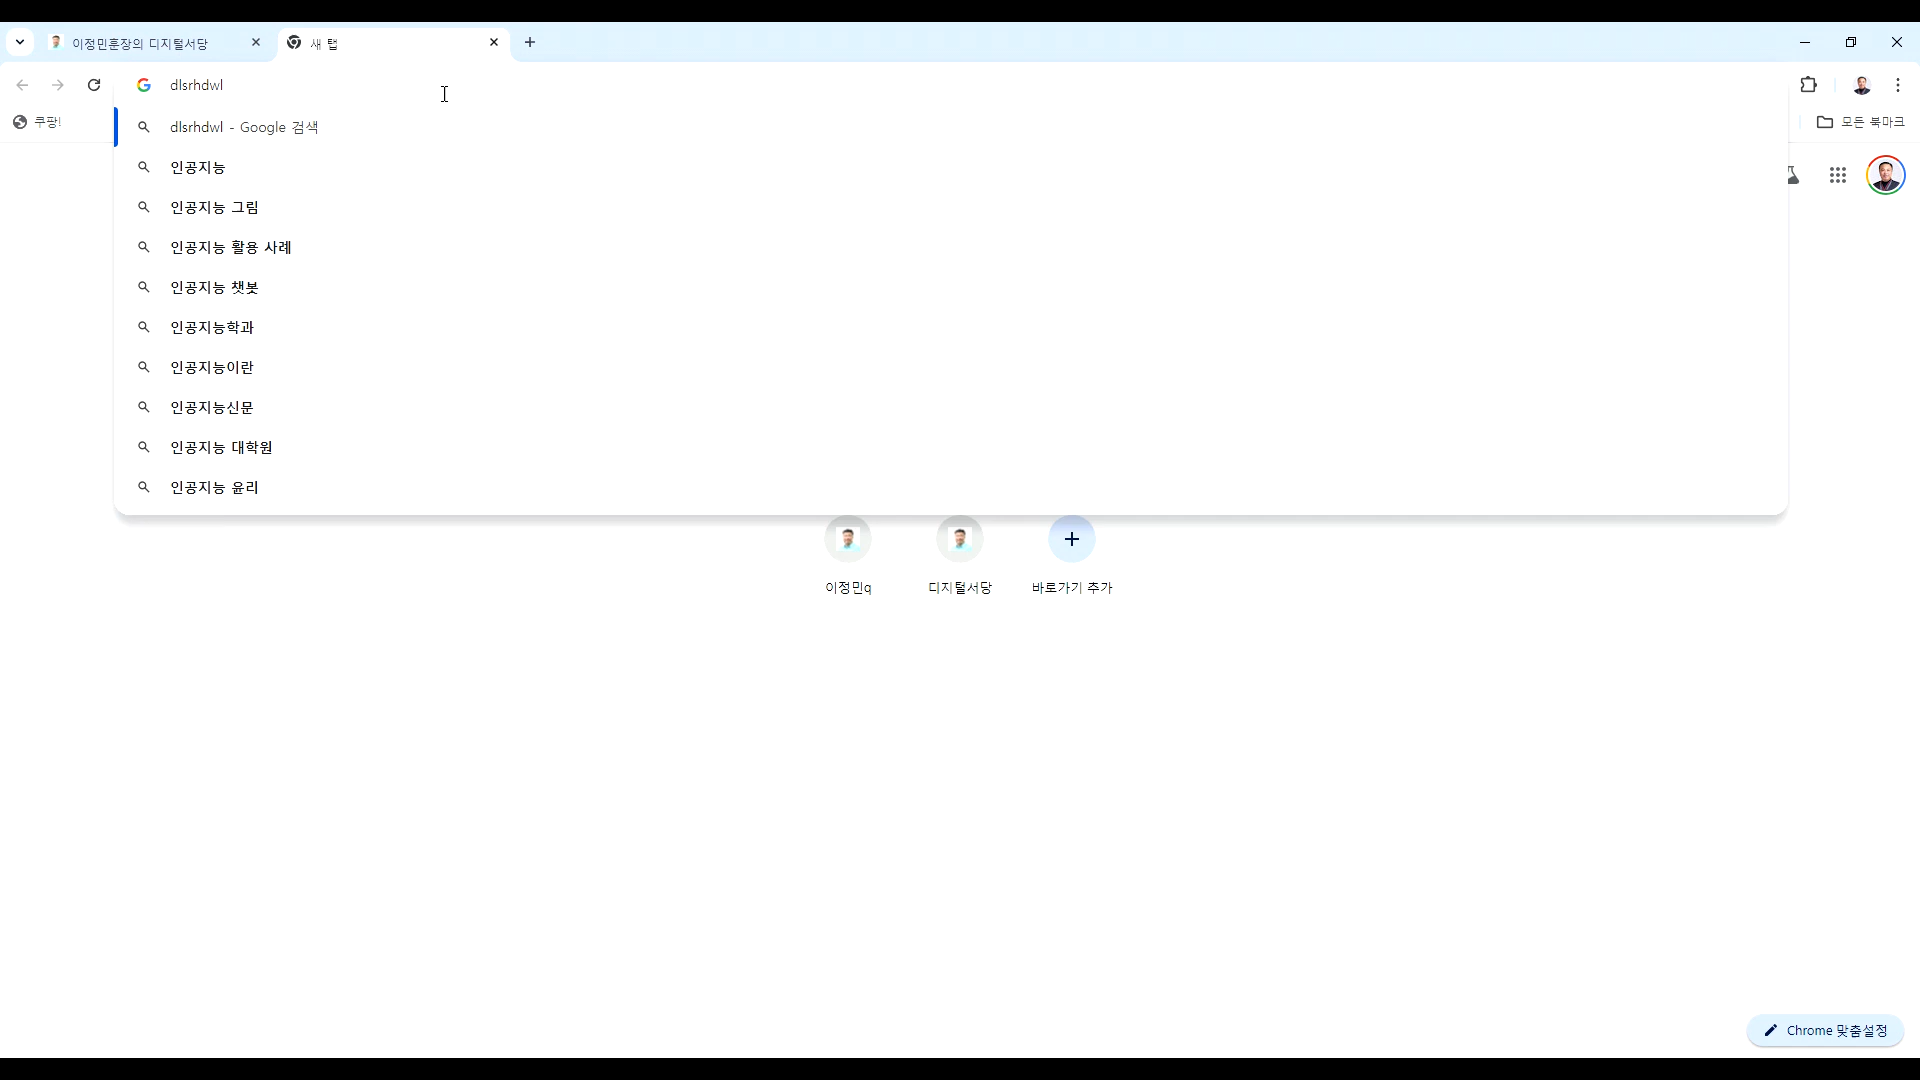 이정민훈장의 디지털서당
새 탭
dlsrhdwl
쿠팡!
dlsrhdwl - Google 검색
모든 북마크
인공지능
인공지능 그림
인공지능 활용 사례
인공지능 챗봇
인공지능학과
인공지능이란
인공지능신문
인공지능 대학원
인공지능 윤리
이정민q
디지털서당
바로가기 추가
Chrome 맞춤설정